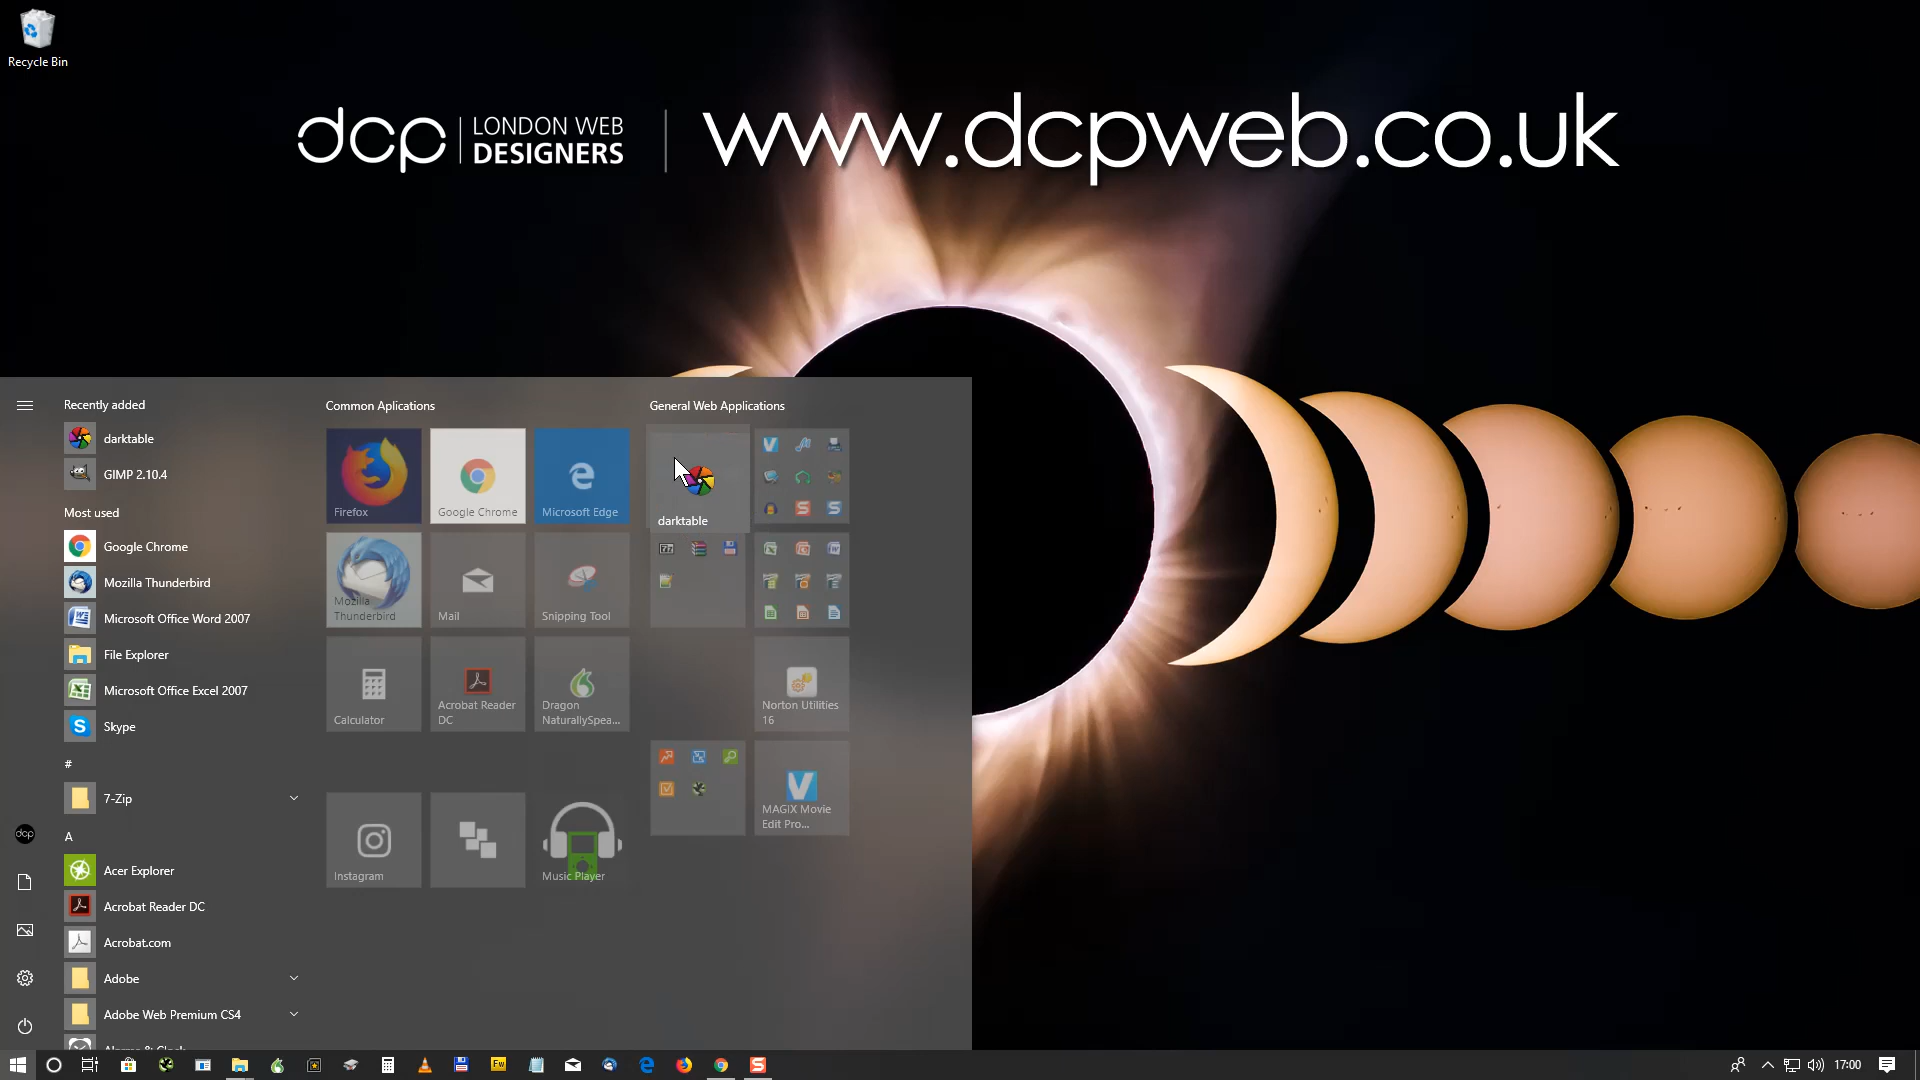 Recycle Bin
dcp
LONDON WEB
DESIGNERS
www.dcpweb.co.uk
Recently added
darktable
GIMP 2.10.4
Most used
Google Chrome
Mozilla Thunderbird
Microsoft Office Word 2007
File Explorer
Microsoft Office Excel 2007
Skype
#
7-Zip
A
Acer Explorer
Acrobat Reader DC
Acrobat.com
Adobe
Adobe Web Premium CS4
Common Aplications
Firefox
Google Chrome
Microsoft Edge
Mozilla
Thunderbird
Mail
Snipping Tool
Calculator
Acrobat Reader
DC
Dragon
NaturallySpea...
Instagram
Music Player
General Web Applications
darktable
Norton Utilities
16
MAGIX Movie
Edit Pro...
dcp
Fw
17:00